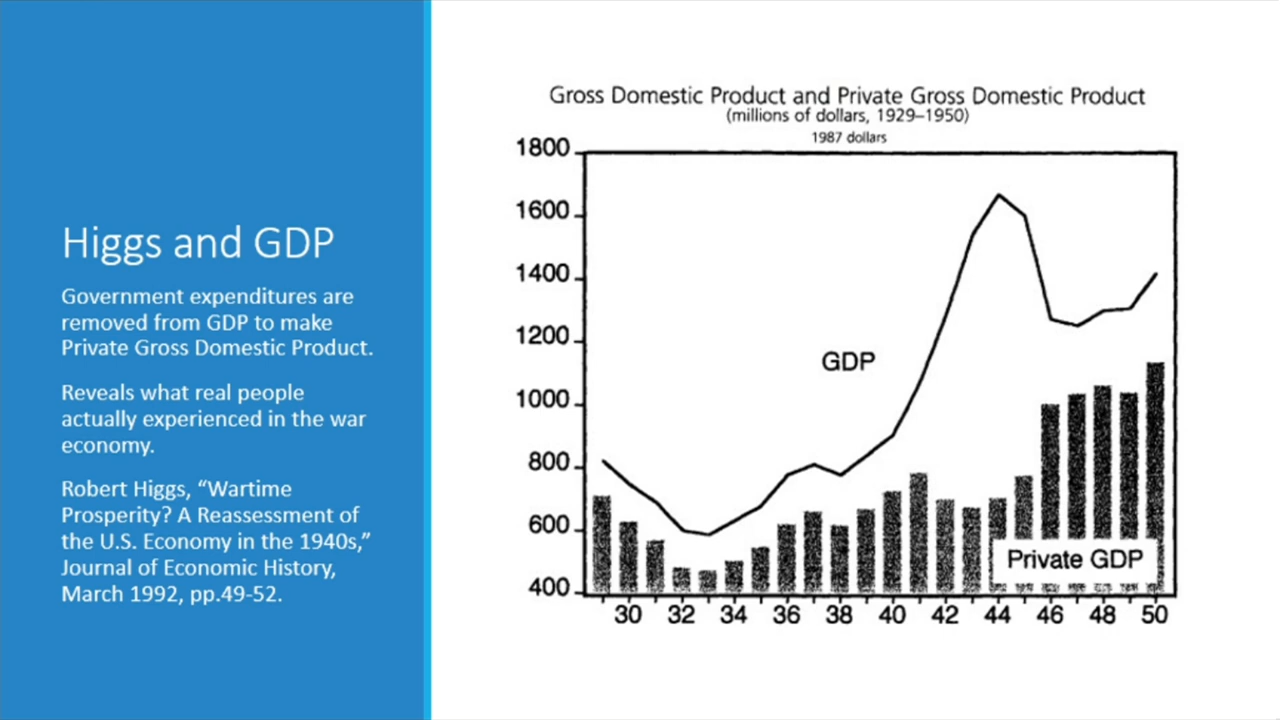 Higgs and GDP
Government expenditures are
removed from GDP to make
Private Gross Domestic Product.
Reveals what real people
actually experienced in the war
economy.
Robert Higgs, “Wartime
Prosperity? A Reassessment of
the U.S. Economy in the 1940s,”
Journal of Economic History,
March 1992, pp.49-52.
Gross Domestic Product and Private Gross Domestic Product
(millions of dollars, 1929–1950)
1987 dollars
1800
1600
1400
1200
1000
800
600
400
GDP
Private GDP
30 32 34 36 38 40 42 44 46 48 50